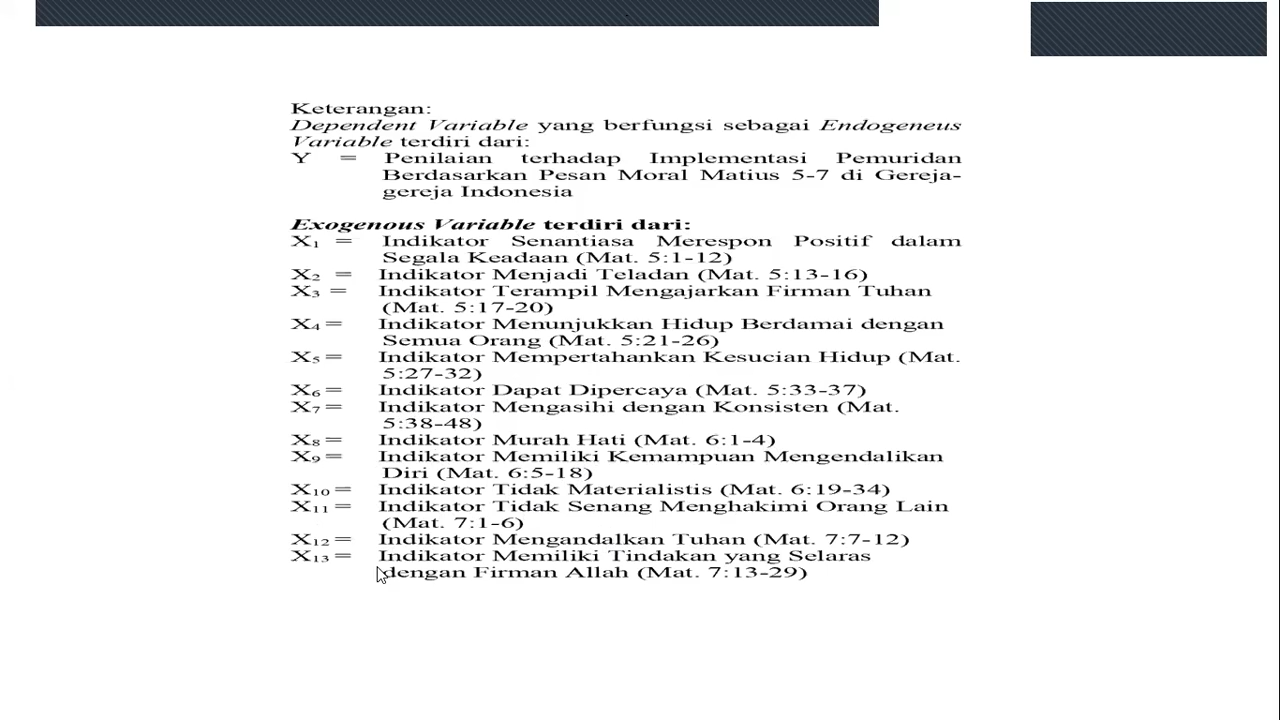 Keterangan:
Dependent Variable yang berfungsi sebagai Endogeneus
Variable terdiri dari:
Y = Penilaian terhadap Implementasi Pemuridan
Berdasarkan Pesan Moral Matius 5-7 di Gereja-
gereja Indonesia
Exogenous Variable terdiri dari:
X₁ = Indikator Senantiasa Merespon Positif dalam
Segala Keadaan (Mat. 5:1-12)
X₂ = Indikator Menjadi Teladan (Mat. 5:13-16)
X₃ = Indikator Terampil Mengajarkan Firman Tuhan
(Mat. 5:17-20)
X₄ = Indikator Menunjukkan Hidup Berdamai dengan
Semua Orang (Mat. 5:21-26)
X₅ = Indikator Mempertahankan Kesucian Hidup (Mat.
5:27-32)
X₆ = Indikator Dapat Dipercaya (Mat. 5:33-37)
X₇ = Indikator Mengasihi dengan Konsisten (Mat.
5:38-48)
X₈ = Indikator Murah Hati (Mat. 6:1-4)
X₉ = Indikator Memiliki Kemampuan Mengendalikan
Diri (Mat. 6:5-18)
X₁₀ = Indikator Tidak Materialistis (Mat. 6:19-34)
X₁₁ = Indikator Tidak Senang Menghakimi Orang Lain
(Mat. 7:1-6)
X₁₂ = Indikator Mengandalkan Tuhan (Mat. 7:7-12)
X₁₃ = Indikator Memiliki Tindakan yang Selaras
dengan Firman Allah (Mat. 7:13-29)